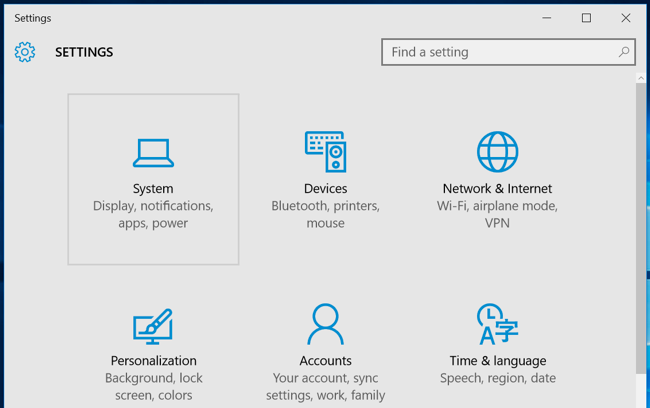 Settings
SETTINGS
Find a setting
System
Display, notifications,
apps, power
Devices
Bluetooth, printers,
mouse
Network & Internet
Wi-Fi, airplane mode,
VPN
Personalization
Background, lock
screen, colors
Accounts
Your account, sync
settings, work, family
Time & language
Speech, region, date